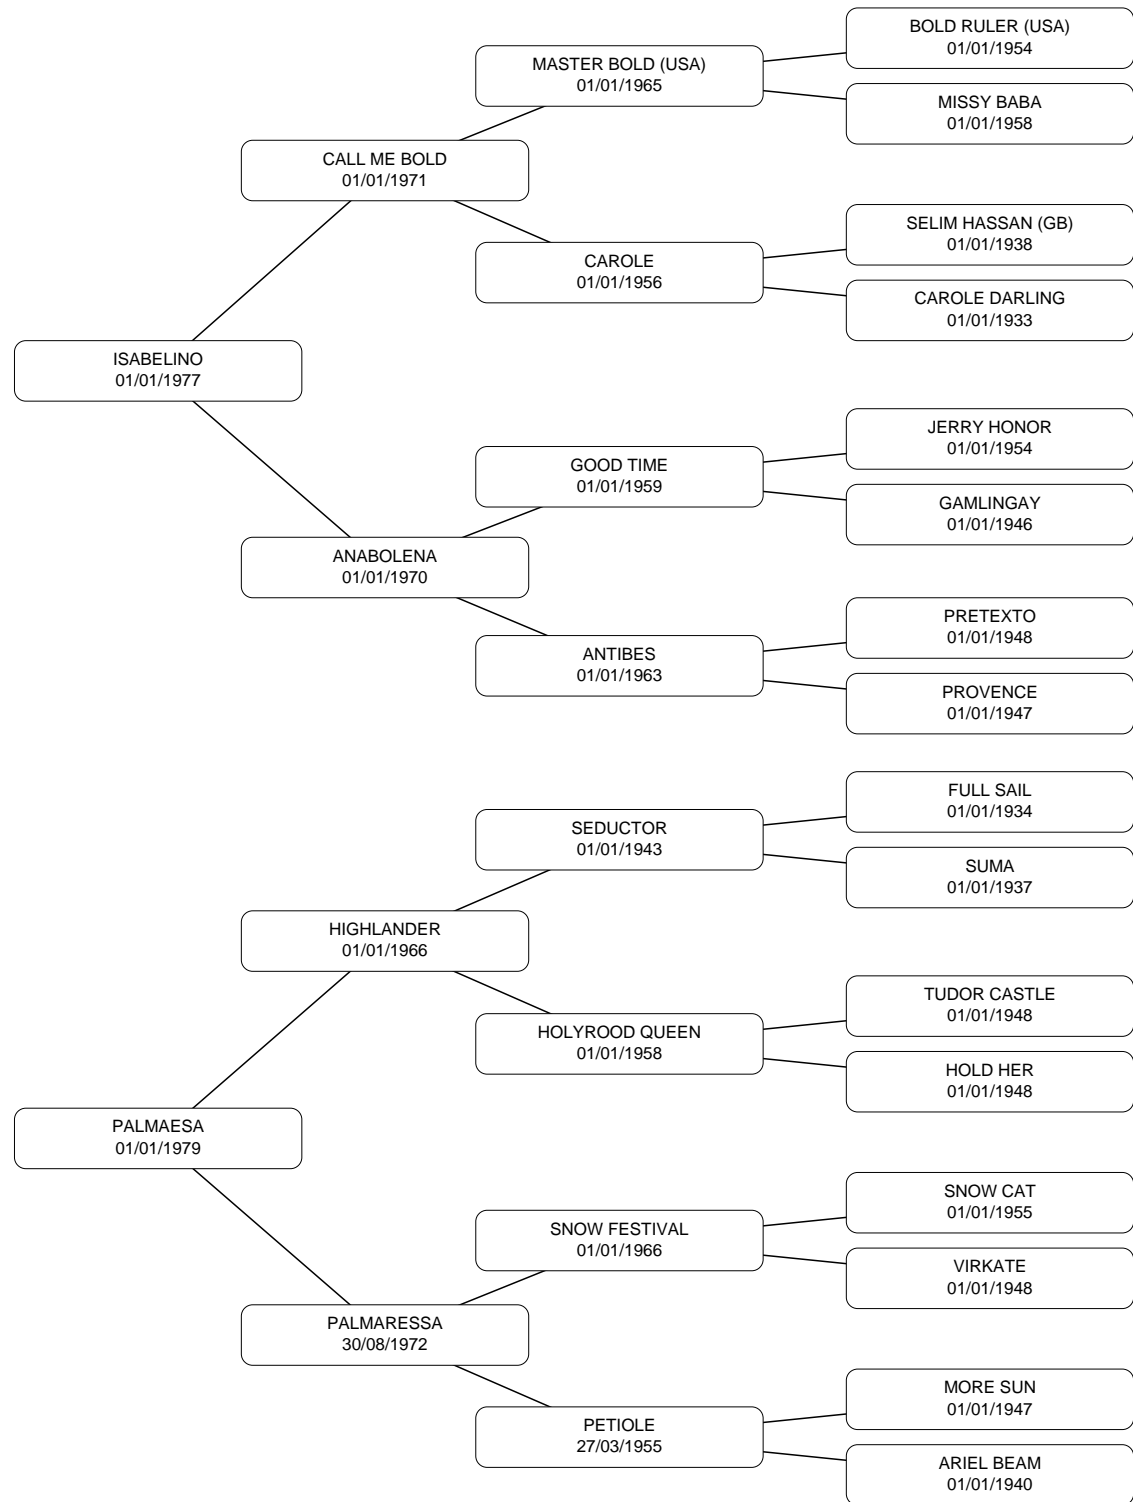 BOLD RULER (USA)
01/01/1954
MASTER BOLD (USA)
01/01/1965
MISSY BABA
01/01/1958
CALL ME BOLD
01/01/1971
SELIM HASSAN (GB)
01/01/1938
CAROLE
01/01/1956
CAROLE DARLING
01/01/1933
ISABELINO
01/01/1977
JERRY HONOR
01/01/1954
GOOD TIME
01/01/1959
GAMLINGAY
01/01/1946
ANABOLENA
01/01/1970
PRETEXTO
01/01/1948
ANTIBES
01/01/1963
PROVENCE
01/01/1947
FULL SAIL
01/01/1934
SEDUCTOR
01/01/1943
SUMA
01/01/1937
HIGHLANDER
01/01/1966
TUDOR CASTLE
01/01/1948
HOLYROOD QUEEN
01/01/1958
HOLD HER
01/01/1948
PALMAESA
01/01/1979
SNOW CAT
01/01/1955
SNOW FESTIVAL
01/01/1966
VIRKATE
01/01/1948
PALMARESSA
30/08/1972
MORE SUN
01/01/1947
PETIOLE
27/03/1955
ARIEL BEAM
01/01/1940